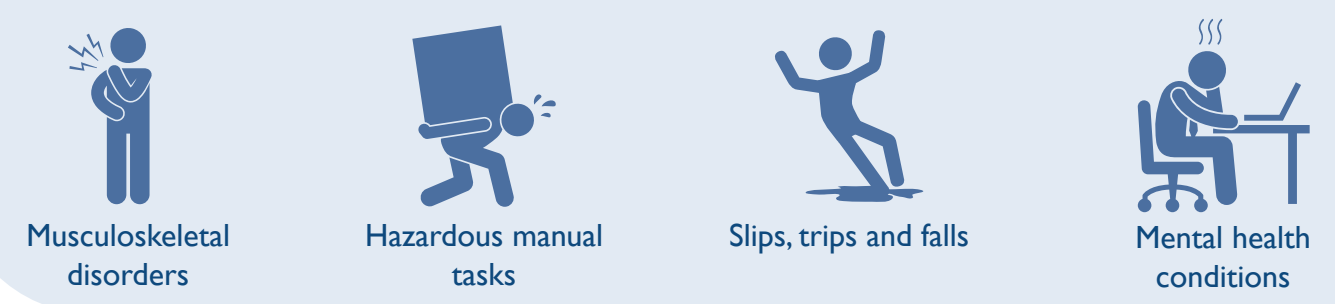 Musculoskeletal
disorders
Hazardous manual
tasks
Slips, trips and falls
Mental health
conditions